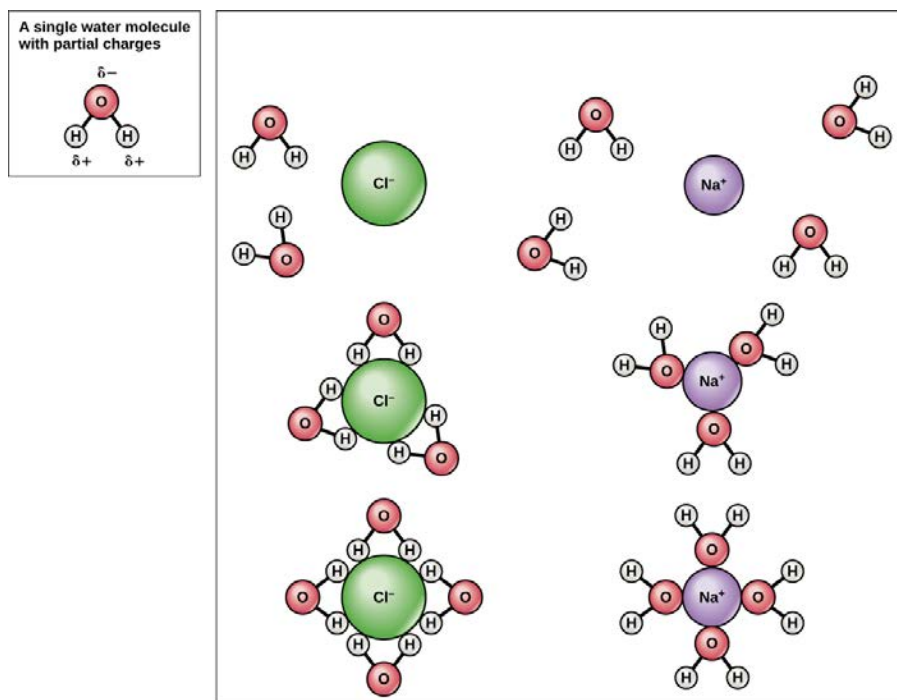 A single water molecule
with partial charges
δ−
O
H H
δ+ δ+
H
O O O
H
H H Cl⁻ H H Na⁺
H H O
H O O H H H
O
H H H
H O
H Cl⁻ H O Na⁺ H
O H H O
H O H H
O H H
H H O
H H H H
O Cl⁻ O O Na⁺ O
H H H H
H H O
O H H